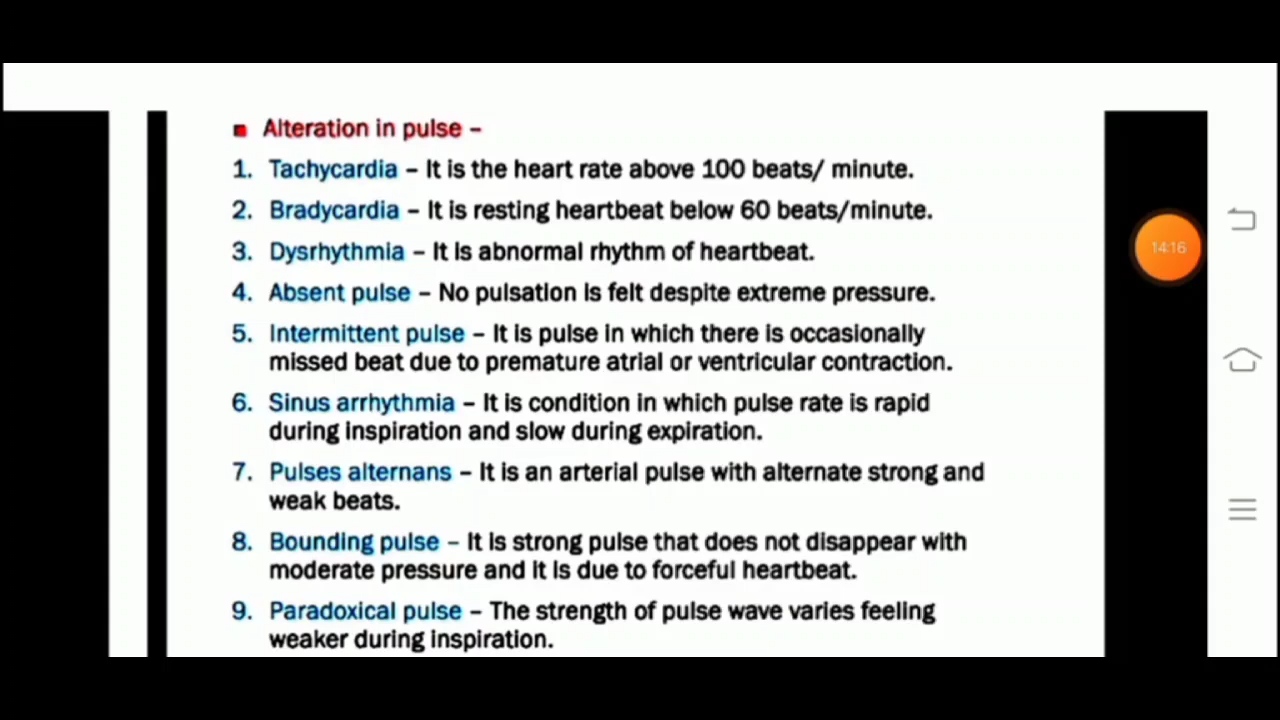 Alteration in pulse –
1. Tachycardia – It is the heart rate above 100 beats/ minute.
2. Bradycardia – It is resting heartbeat below 60 beats/minute.
3. Dysrhythmia – It is abnormal rhythm of heartbeat.
4. Absent pulse – No pulsation is felt despite extreme pressure.
5. Intermittent pulse – It is pulse in which there is occasionally
missed beat due to premature atrial or ventricular contraction.
6. Sinus arrhythmia – It is condition in which pulse rate is rapid
during inspiration and slow during expiration.
7. Pulses alternans – It is an arterial pulse with alternate strong and
weak beats.
8. Bounding pulse – It is strong pulse that does not disappear with
moderate pressure and it is due to forceful heartbeat.
9. Paradoxical pulse – The strength of pulse wave varies feeling
weaker during inspiration.
14:16